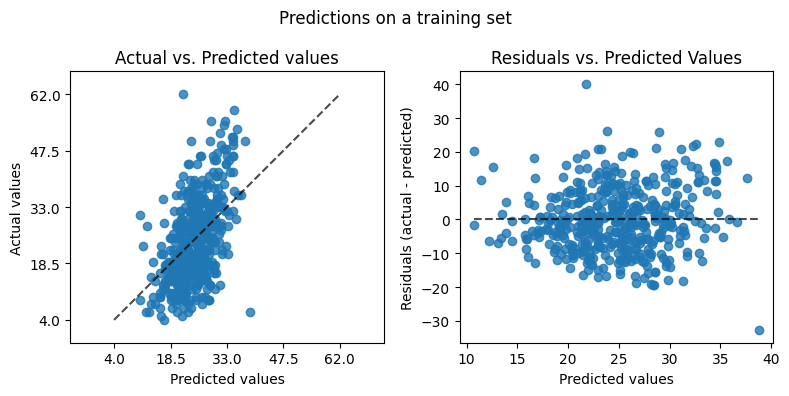 Predictions on a training set
Actual vs. Predicted values
Actual values
62.0
47.5
33.0
18.5
4.0
4.0 18.5 33.0 47.5 62.0
Predicted values
Residuals vs. Predicted Values
Residuals (actual - predicted)
40
30
20
10
0
−10
−20
−30
10 15 20 25 30 35 40
Predicted values